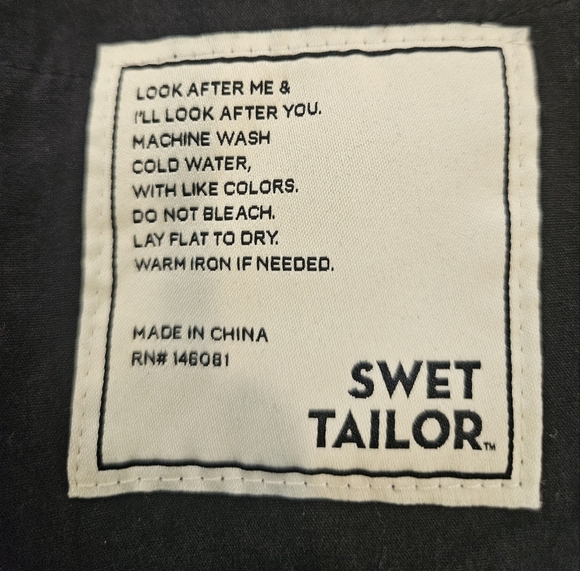 LOOK AFTER ME &
I'LL LOOK AFTER YOU.
MACHINE WASH
COLD WATER,
WITH LIKE COLORS.
DO NOT BLEACH.
LAY FLAT TO DRY.
WARM IRON IF NEEDED.
MADE IN CHINA
RN# 146081
SWET
TAILOR™